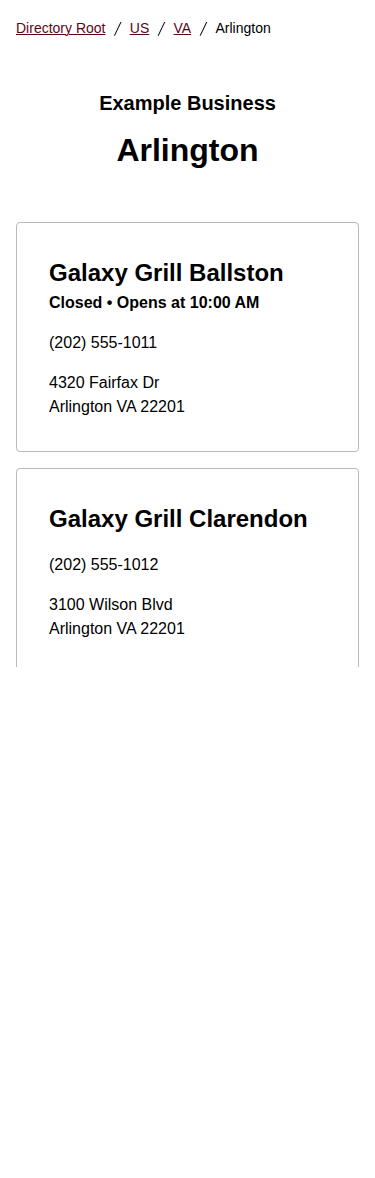 Directory Root / US / VA / Arlington
Example Business
Arlington
Galaxy Grill Ballston
Closed • Opens at 10:00 AM
(202) 555-1011
4320 Fairfax Dr
Arlington VA 22201
Galaxy Grill Clarendon
(202) 555-1012
3100 Wilson Blvd
Arlington VA 22201